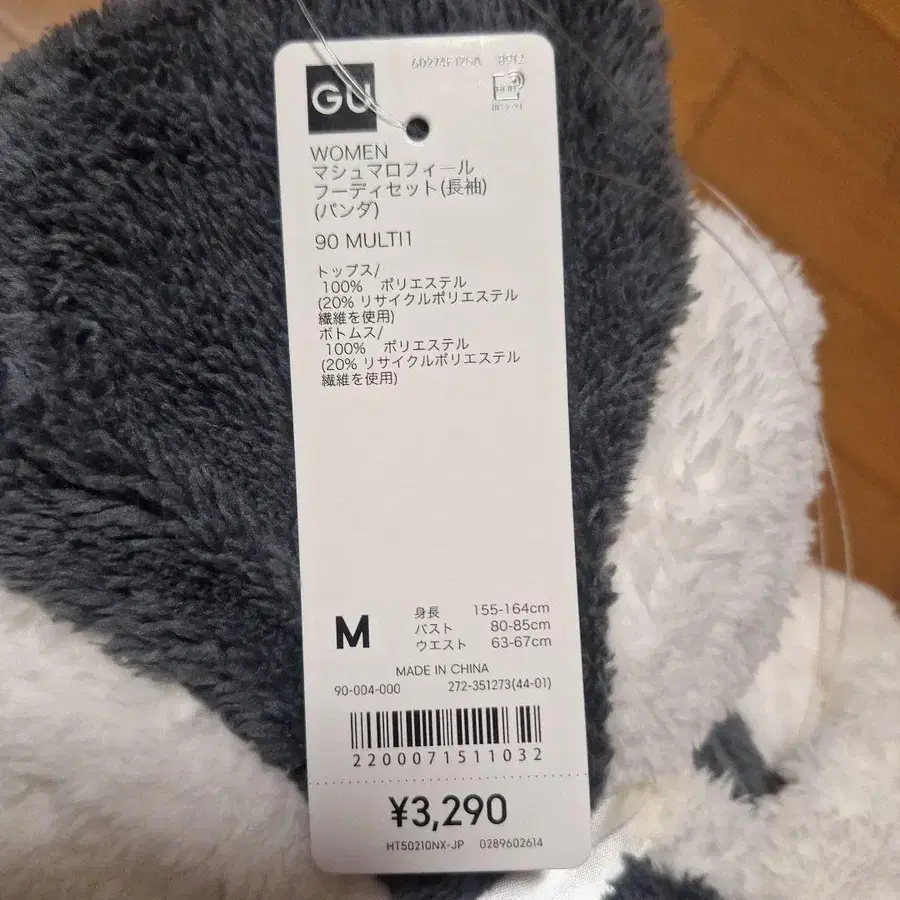 GU
WOMEN
マシュマロフィール
フーディセット(長袖)
(パンダ)
90 MULTI1
トップス/
100% ポリエステル
(20% リサイクルポリエステル
繊維を使用)
ボトムス/
100% ポリエステル
(20% リサイクルポリエステル
繊維を使用)
M
身長 155-164cm
バスト 80-85cm
ウエスト 63-67cm
MADE IN CHINA
90-004-000 272-351273(44-01)
2200071511032
¥3,290
HT50210NX-JP 0289602614